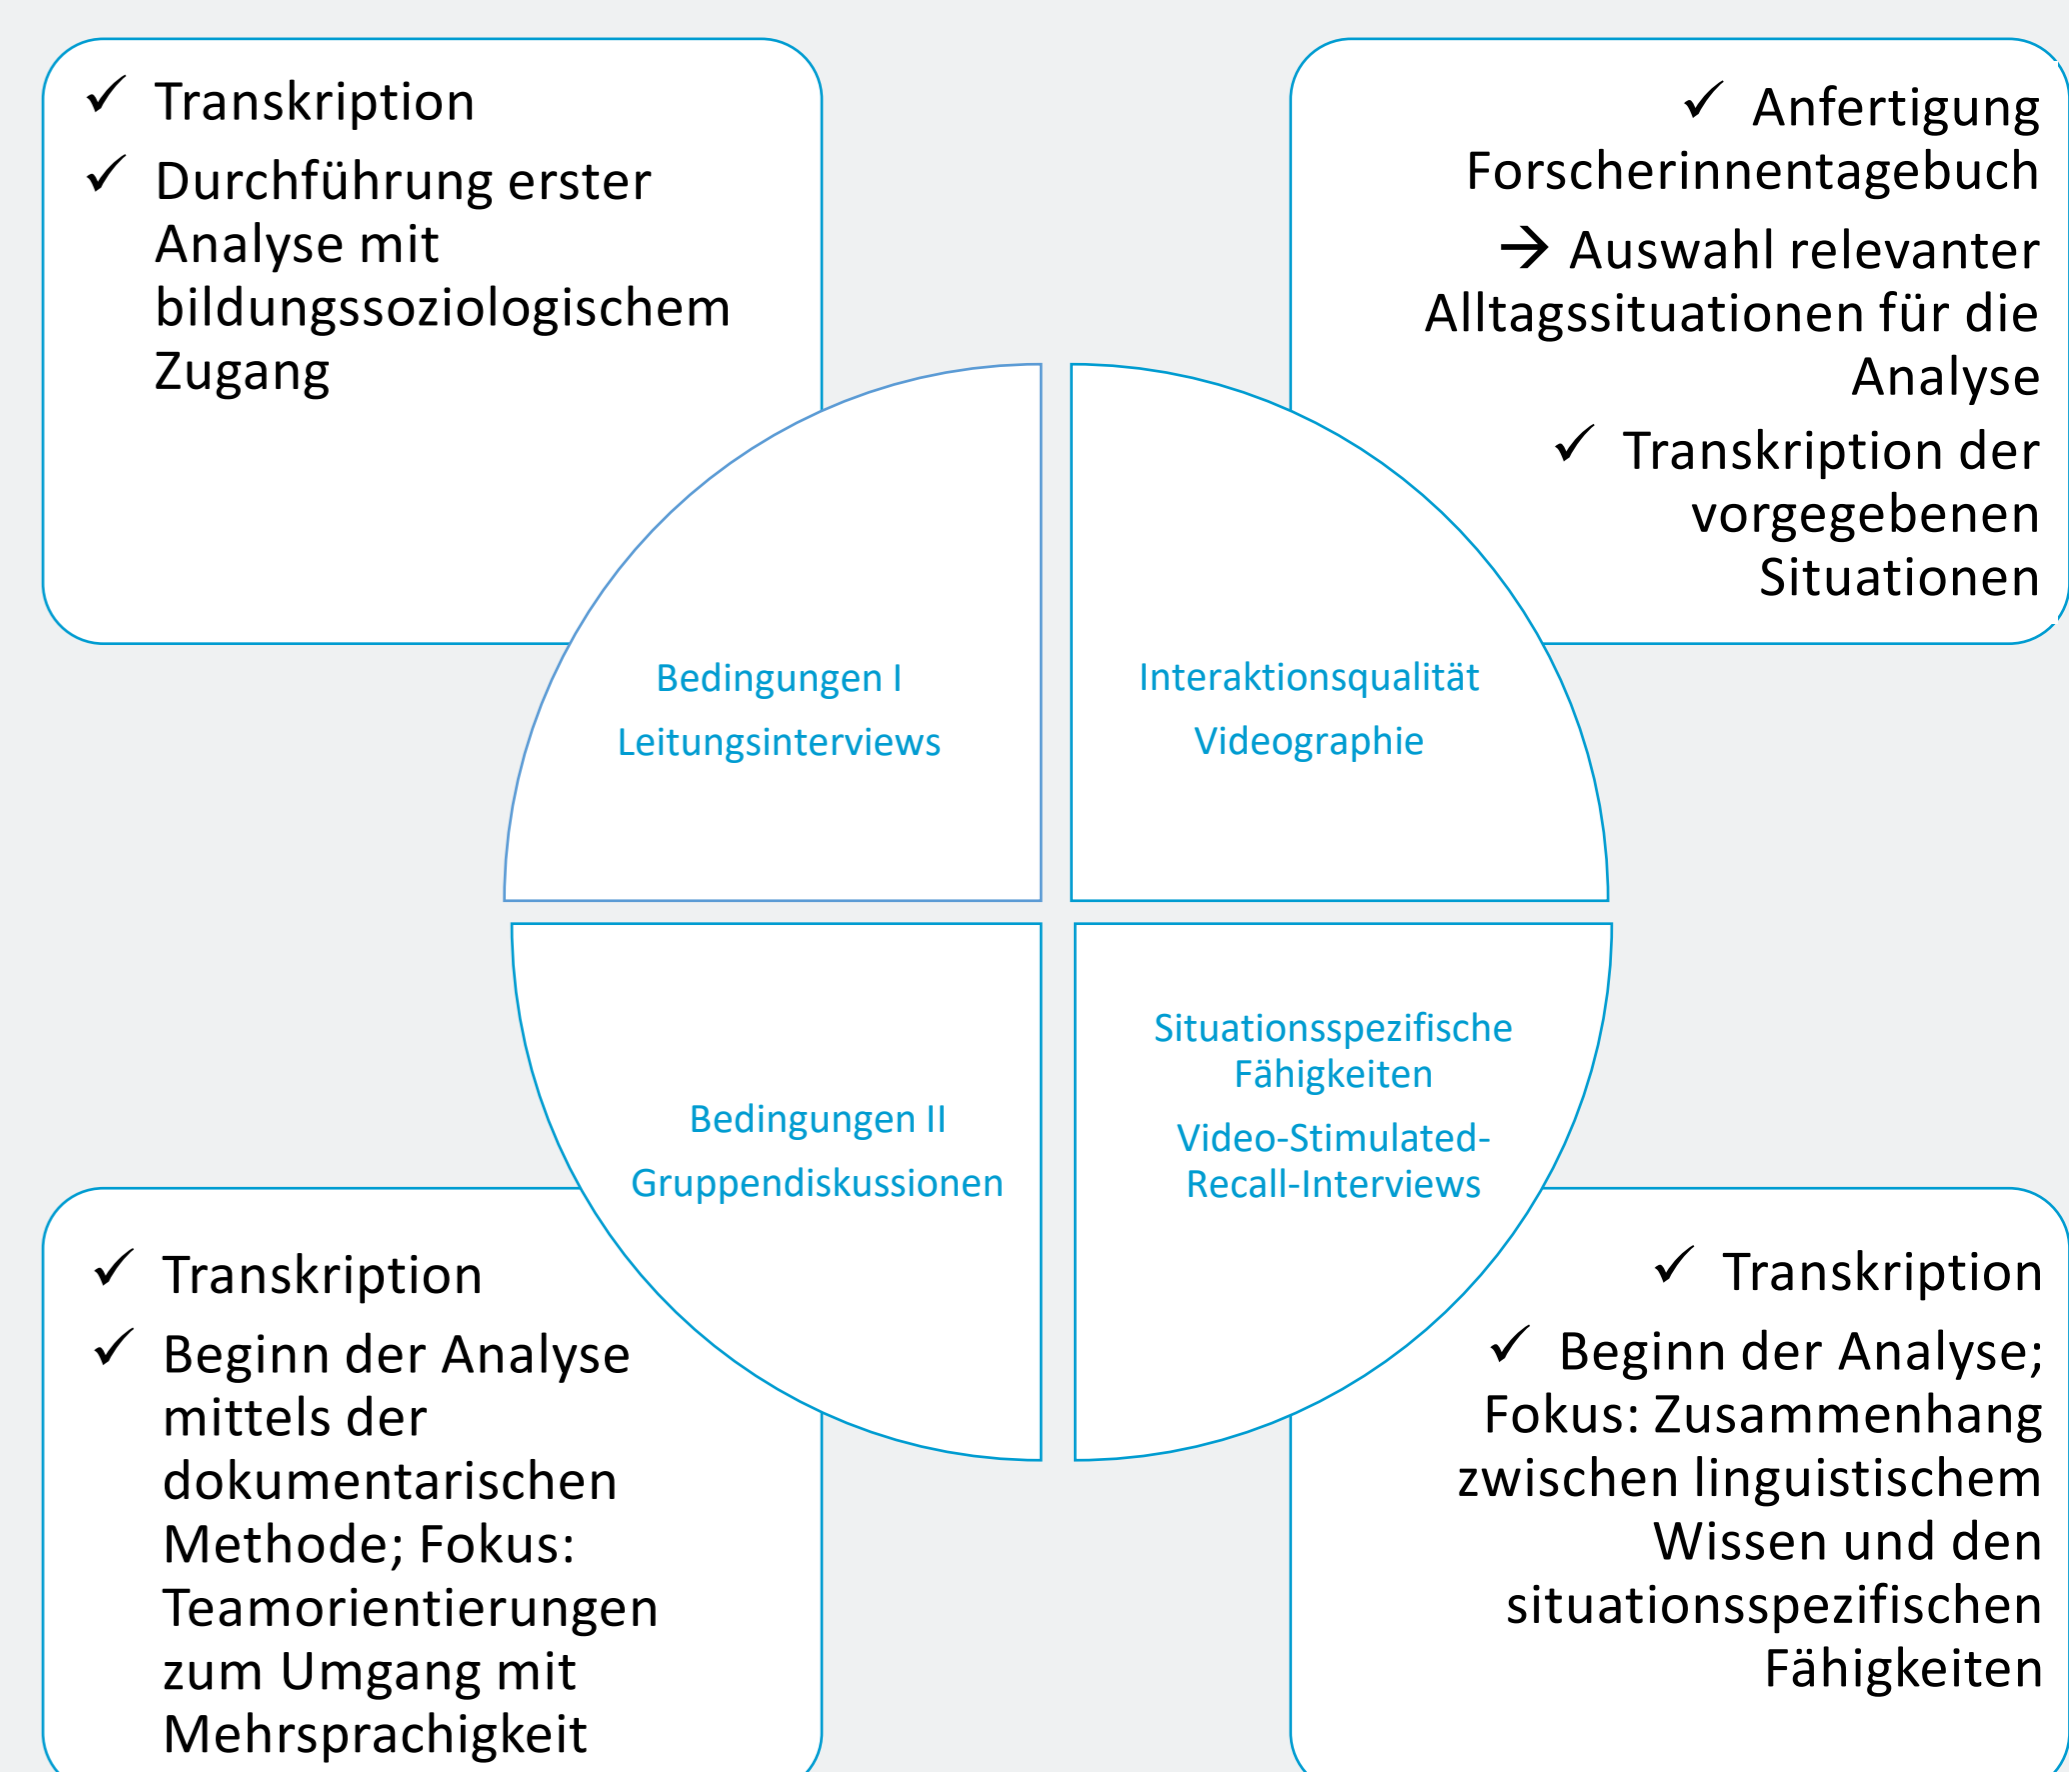 ✓ Transkription
✓ Durchführung erster
Analyse mit
bildungssoziologischem
Zugang
✓ Anfertigung
Forscherinnentagebuch
→ Auswahl relevanter
Alltagssituationen für die
Analyse
✓ Transkription der
vorgegebenen
Situationen
Bedingungen I
Leitungsinterviews
Interaktionsqualität
Videographie
Bedingungen II
Gruppendiskussionen
Situationsspezifische
Fähigkeiten
Video-Stimulated-
Recall-Interviews
✓ Transkription
✓ Beginn der Analyse
mittels der
dokumentarischen
Methode; Fokus:
Teamorientierungen
zum Umgang mit
Mehrsprachigkeit
✓ Transkription
✓ Beginn der Analyse;
Fokus: Zusammenhang
zwischen linguistischem
Wissen und den
situationsspezifischen
Fähigkeiten